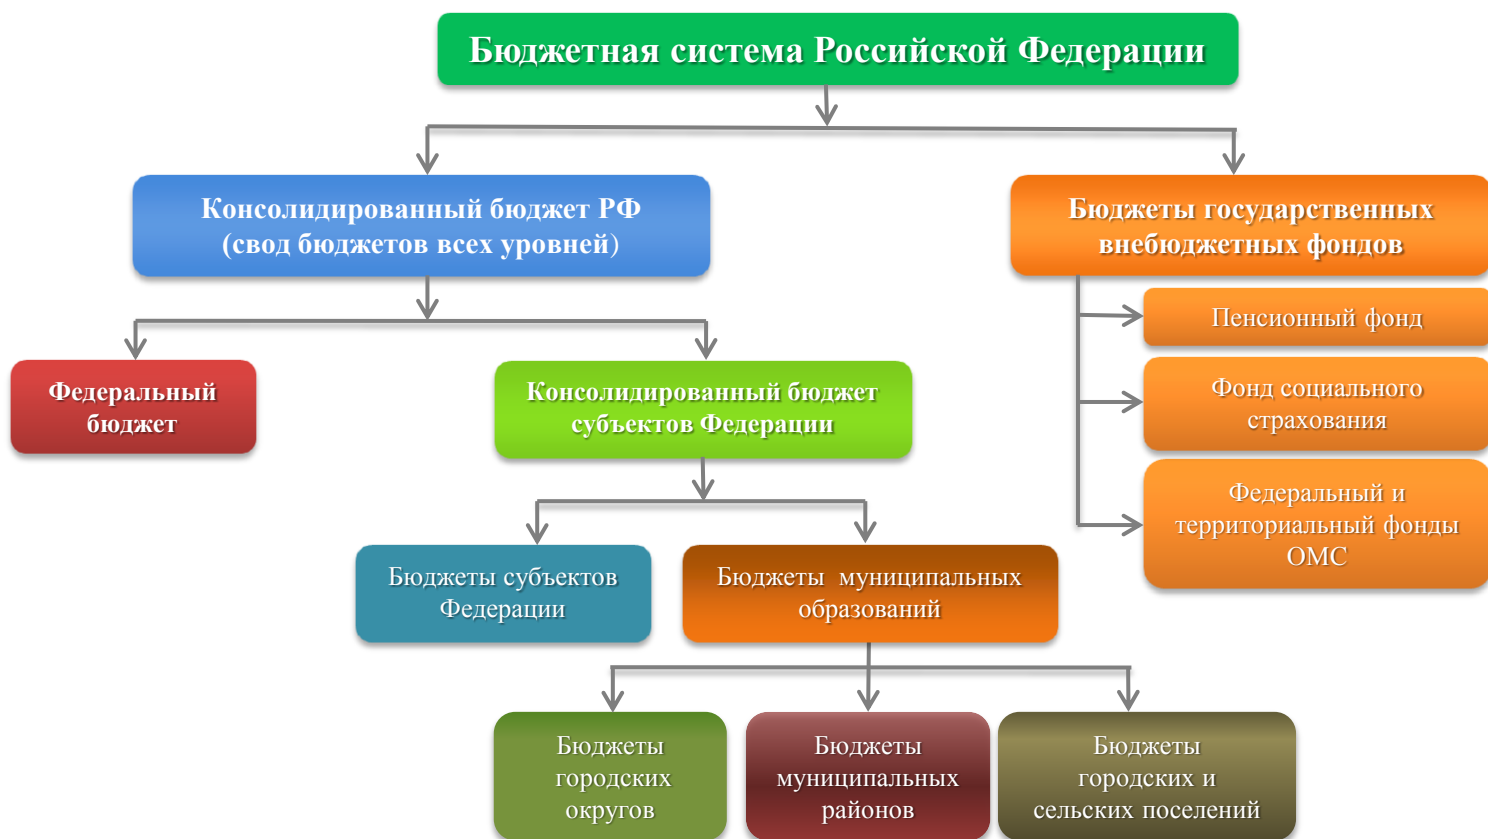 Бюджетная система Российской Федерации
Консолидированный бюджет РФ
(свод бюджетов всех уровней)
Бюджеты государственных
внебюджетных фондов
Пенсионный фонд
Фонд социального
страхования
Федеральный и
территориальный фонды
ОМС
Федеральный
бюджет
Консолидированный бюджет
субъектов Федерации
Бюджеты субъектов
Федерации
Бюджеты муниципальных
образований
Бюджеты
городских
округов
Бюджеты
муниципальных
районов
Бюджеты
городских и
сельских поселений